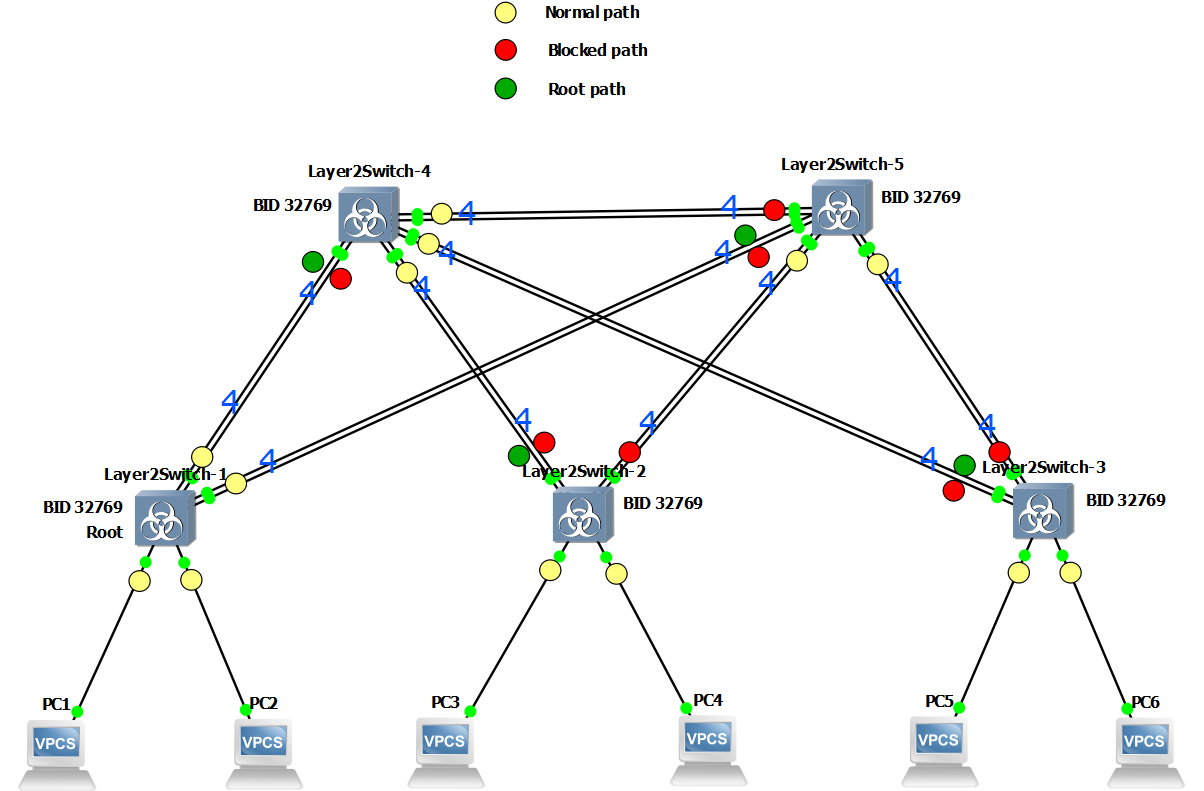 Normal path
Blocked path
Root path
Layer2Switch-4
BID 32769
Layer2Switch-5
BID 32769
4
4
4
4
4
4
4
4
4
4
4
4
4
4
Layer2Switch-1
BID 32769
Root
Layer2Switch-2
BID 32769
Layer2Switch-3
BID 32769
PC1
VPCS
PC2
VPCS
PC3
VPCS
PC4
VPCS
PC5
VPCS
PC6
VPCS